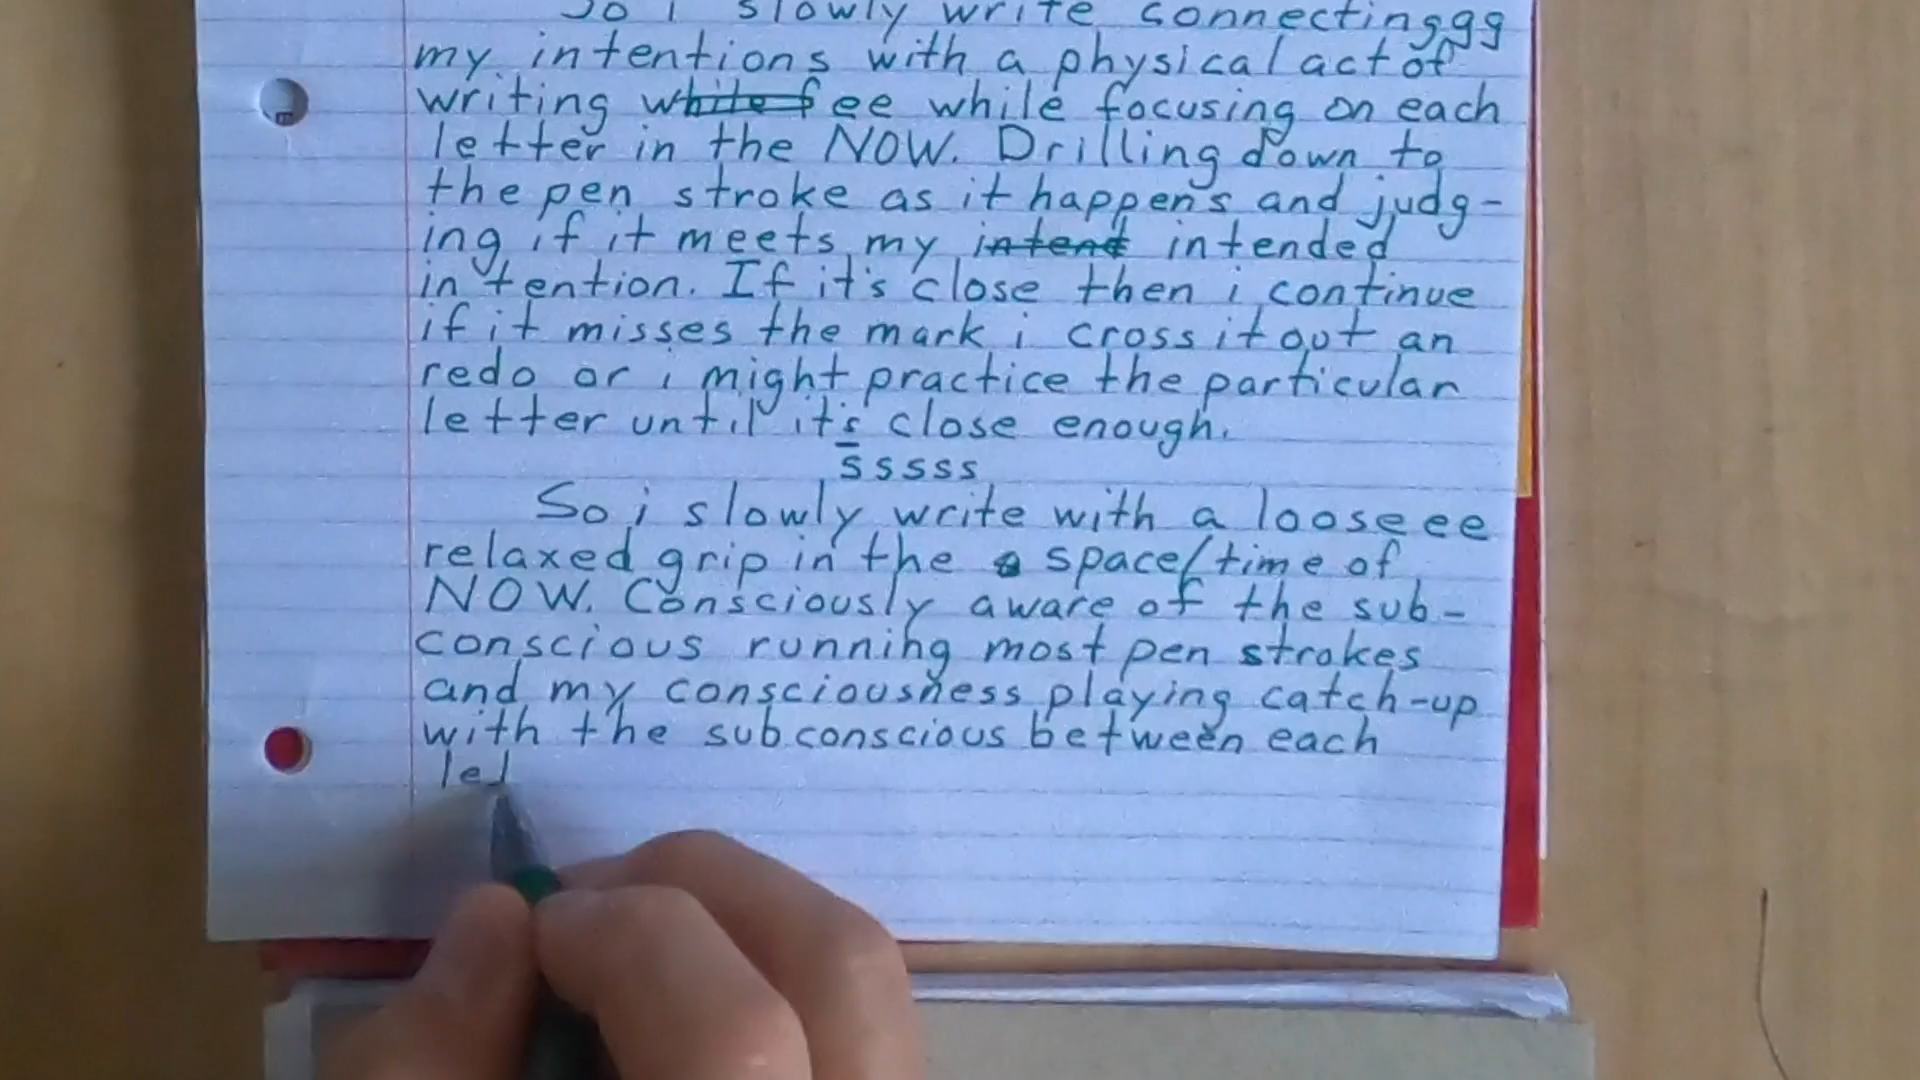 So i slowly write connectinggg
my intentions with a physical act of
writing white f ee while focusing on each
letter in the NOW. Drilling down to
the pen stroke as it happens and judg-
ing if it meets my intent intended
intention. If it's close then i continue
if it misses the mark i cross it out an
redo or i might practice the particular
letter until it's close enough.
sssss
So i slowly write with a looseee
relaxed grip in the space/time of
NOW. Consciously aware of the sub-
conscious running most pen strokes
and my consciousness playing catch-up
with the subconscious between each
let